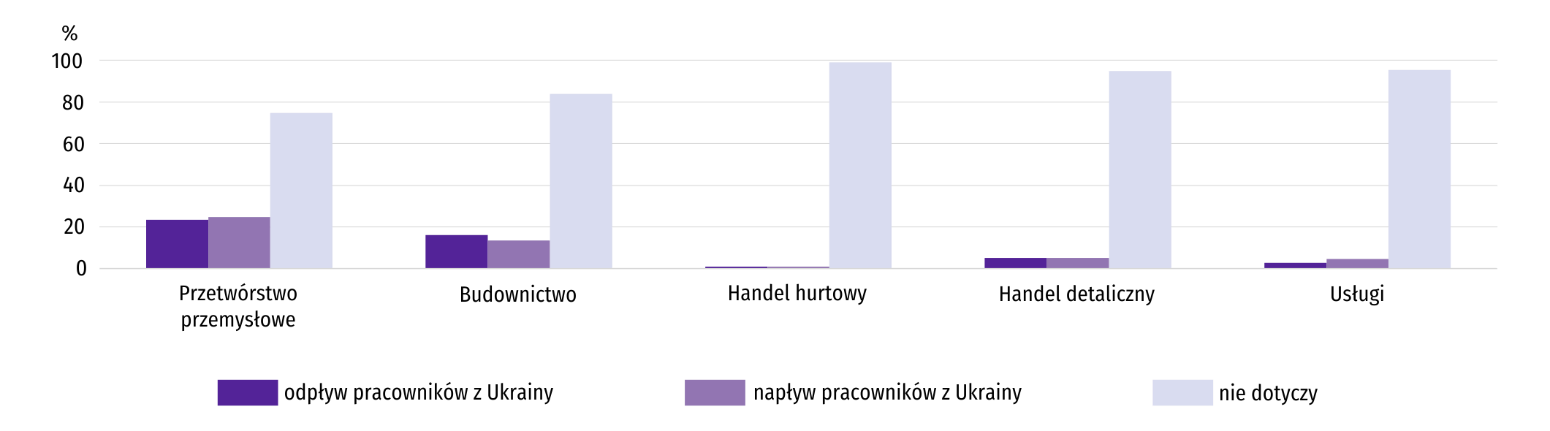 %
100
80
60
40
20
0
Przetwórstwo
przemysłowe
Budownictwo
Handel hurtowy
Handel detaliczny
Usługi
odpływ pracowników z Ukrainy
napływ pracowników z Ukrainy
nie dotyczy